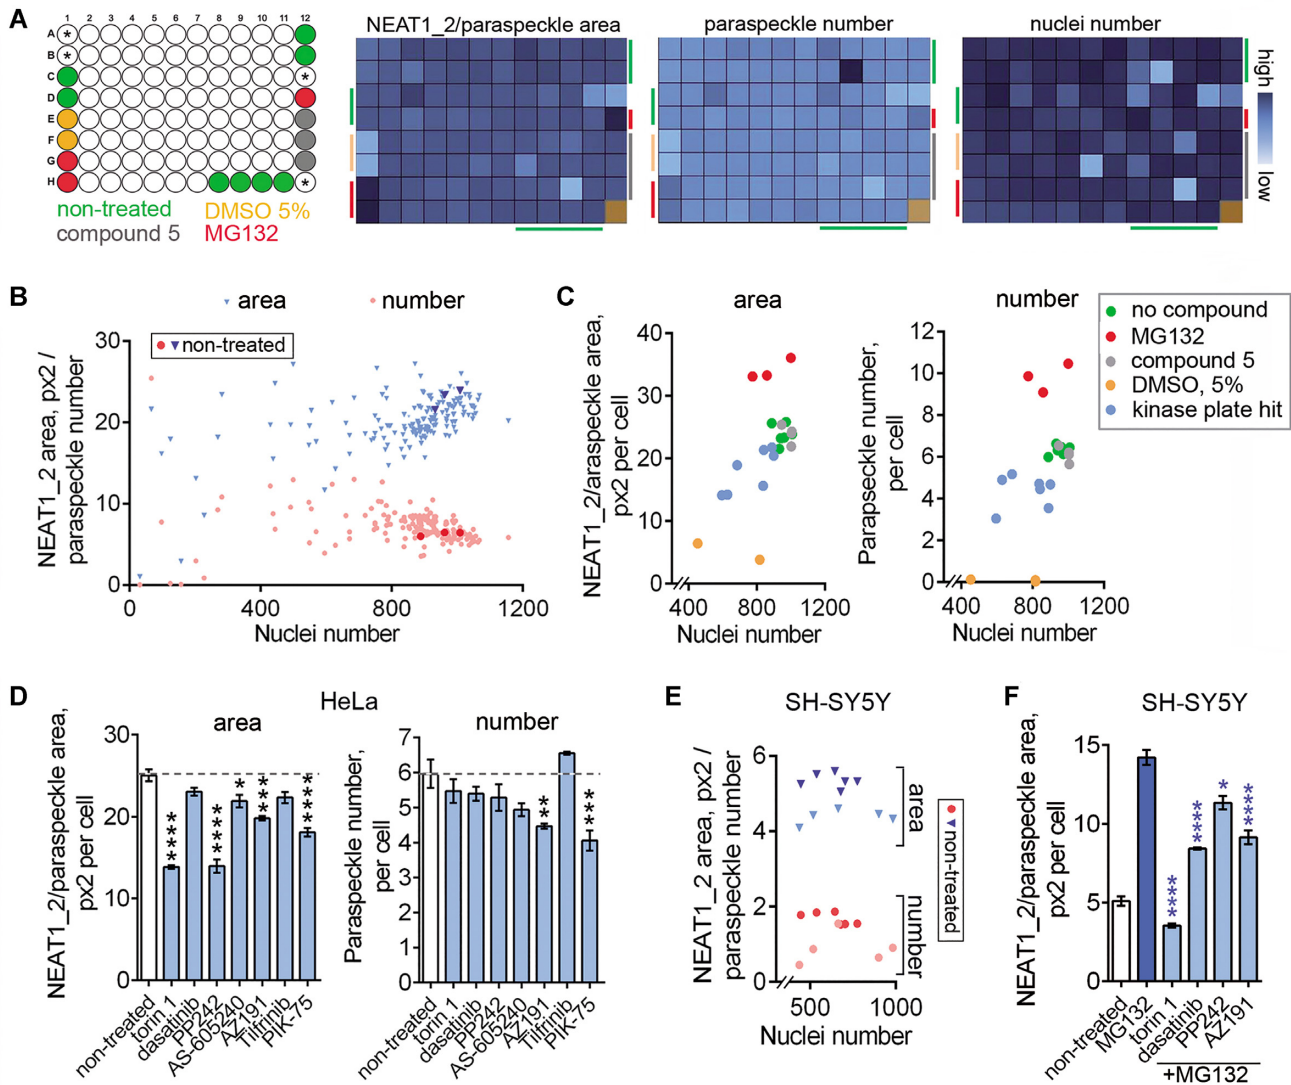 A
1 2 3 4 5 6 7 8 9 10 11 12
A *
B *
C *
D
E
F
G
H *
non-treated DMSO 5%
compound 5 MG132
NEAT1_2/paraspeckle area
paraspeckle number
nuclei number
high
low
B
area number
non-treated
NEAT1_2 area, px2 /
paraspeckle number
30
20
10
0
0 400 800 1200
Nuclei number
C
area
NEAT1_2/araspeckle area,
px2 per cell
40
30
20
10
0
400 800 1200
Nuclei number
number
Parapseckle number,
per cell
12
10
8
6
4
2
0
400 800 1200
Nuclei number
no compound
MG132
compound 5
DMSO, 5%
kinase plate hit
D
HeLa
area
NEAT1_2/paraspeckle area,
px2 per cell
30
20
10
0
****
****
*
***
****
non-treated
torin 1
dasatinib
PP242
AS-605240
AZ191
Tilfrinib
PIK-75
number
Paraspeckle number,
per cell
7
6
5
4
3
2
1
0
**
***
non-treated
torin 1
dasatinib
PP242
AS-605240
AZ191
Tilfrinib
PIK-75
E
SH-SY5Y
NEAT1_2 area, px2 /
paraspeckle number
6
4
2
0
500 1000
Nuclei number
area
number
non-treated
F
SH-SY5Y
NEAT1_2/paraspeckle area,
px2 per cell
15
10
5
0
****
****
*
****
non-treated
MG132
torin 1
dasatinib
PP242
AZ191
+MG132